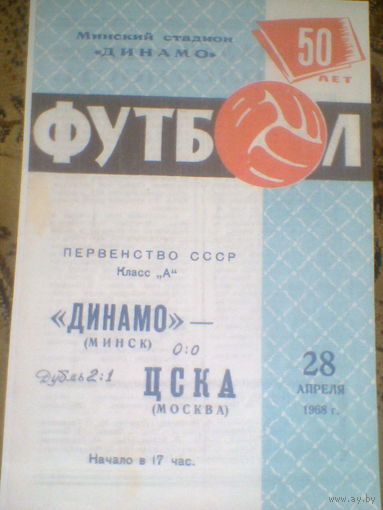 Минский стадион
«ДИНАМО»
50
ЛЕТ
ФУТБОЛ
ПЕРВЕНСТВО СССР
Класс „А“
«ДИНАМО» —
(МИНСК)
0:0
Дубль 2:1
ЦСКА
(МОСКВА)
28
АПРЕЛЯ
1968 г.
Начало в 17 час.
www.ay.by